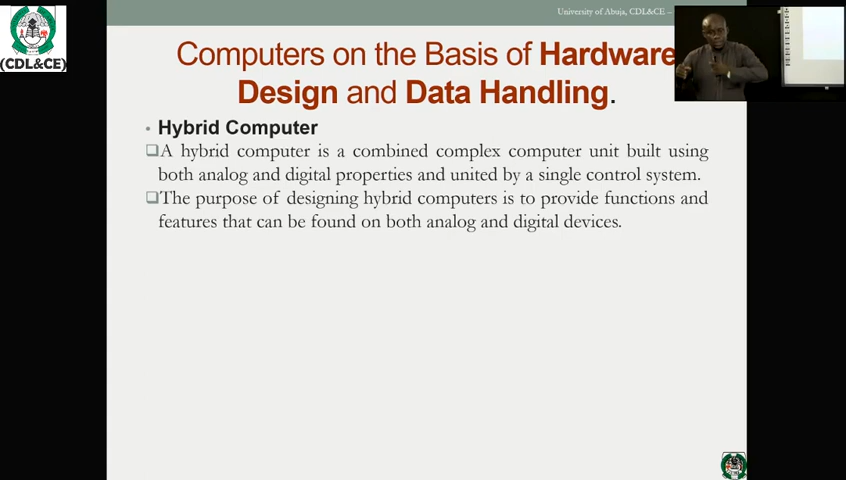 University of Abuja, CDL&CE –
(CDL&CE)
Computers on the Basis of Hardware
Design and Data Handling.
• Hybrid Computer
❑A hybrid computer is a combined complex computer unit built using
both analog and digital properties and united by a single control system.
❑The purpose of designing hybrid computers is to provide functions and
features that can be found on both analog and digital devices.